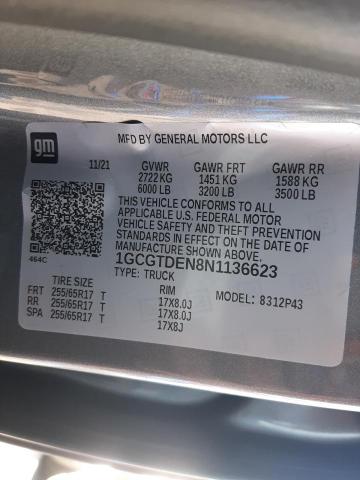 gm
MFD BY GENERAL MOTORS LLC
11/21 GVWR GAWR FRT GAWR RR
2722 KG 1451 KG 1588 KG
6000 LB 3200 LB 3500 LB
THIS VEHICLE CONFORMS TO ALL
APPLICABLE U.S. FEDERAL MOTOR
VEHICLE SAFETY AND THEFT
PREVENTION STANDARDS IN
EFFECT ON THE DATE OF
MANUFACTURE SHOWN ABOVE.
464C 1GCGTDEN8N1136623
TYPE: TRUCK
TIRE SIZE RIM MODEL: 8312P43
FRT 255/65R17 T 17X8.0J
RR 255/65R17 T 17X8.0J
SPA 255/65R17 T 17X8J